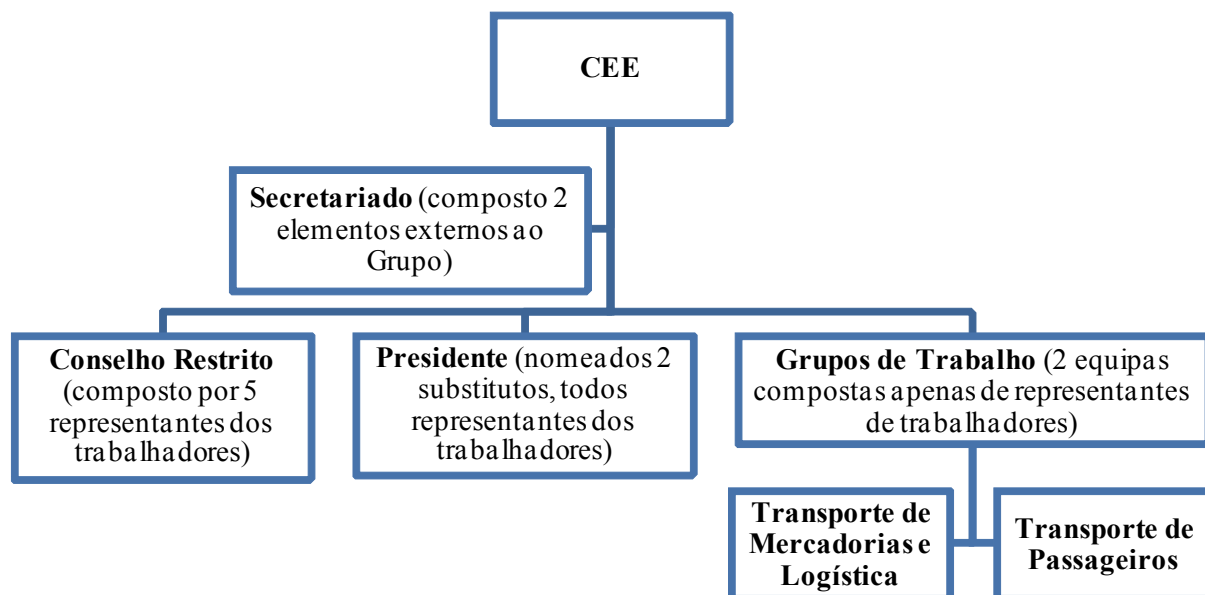 CEE
Secretariado (composto 2
elementos externos ao
Grupo)
Conselho Restrito
(composto por 5
representantes dos
trabalhadores)
Presidente (nomeados 2
substitutos, todos
representantes dos
trabalhadores)
Grupos de Trabalho (2 equipas
compostas apenas de representantes
de trabalhadores)
Transporte de
Mercadorias e
Logística
Transporte de
Passageiros